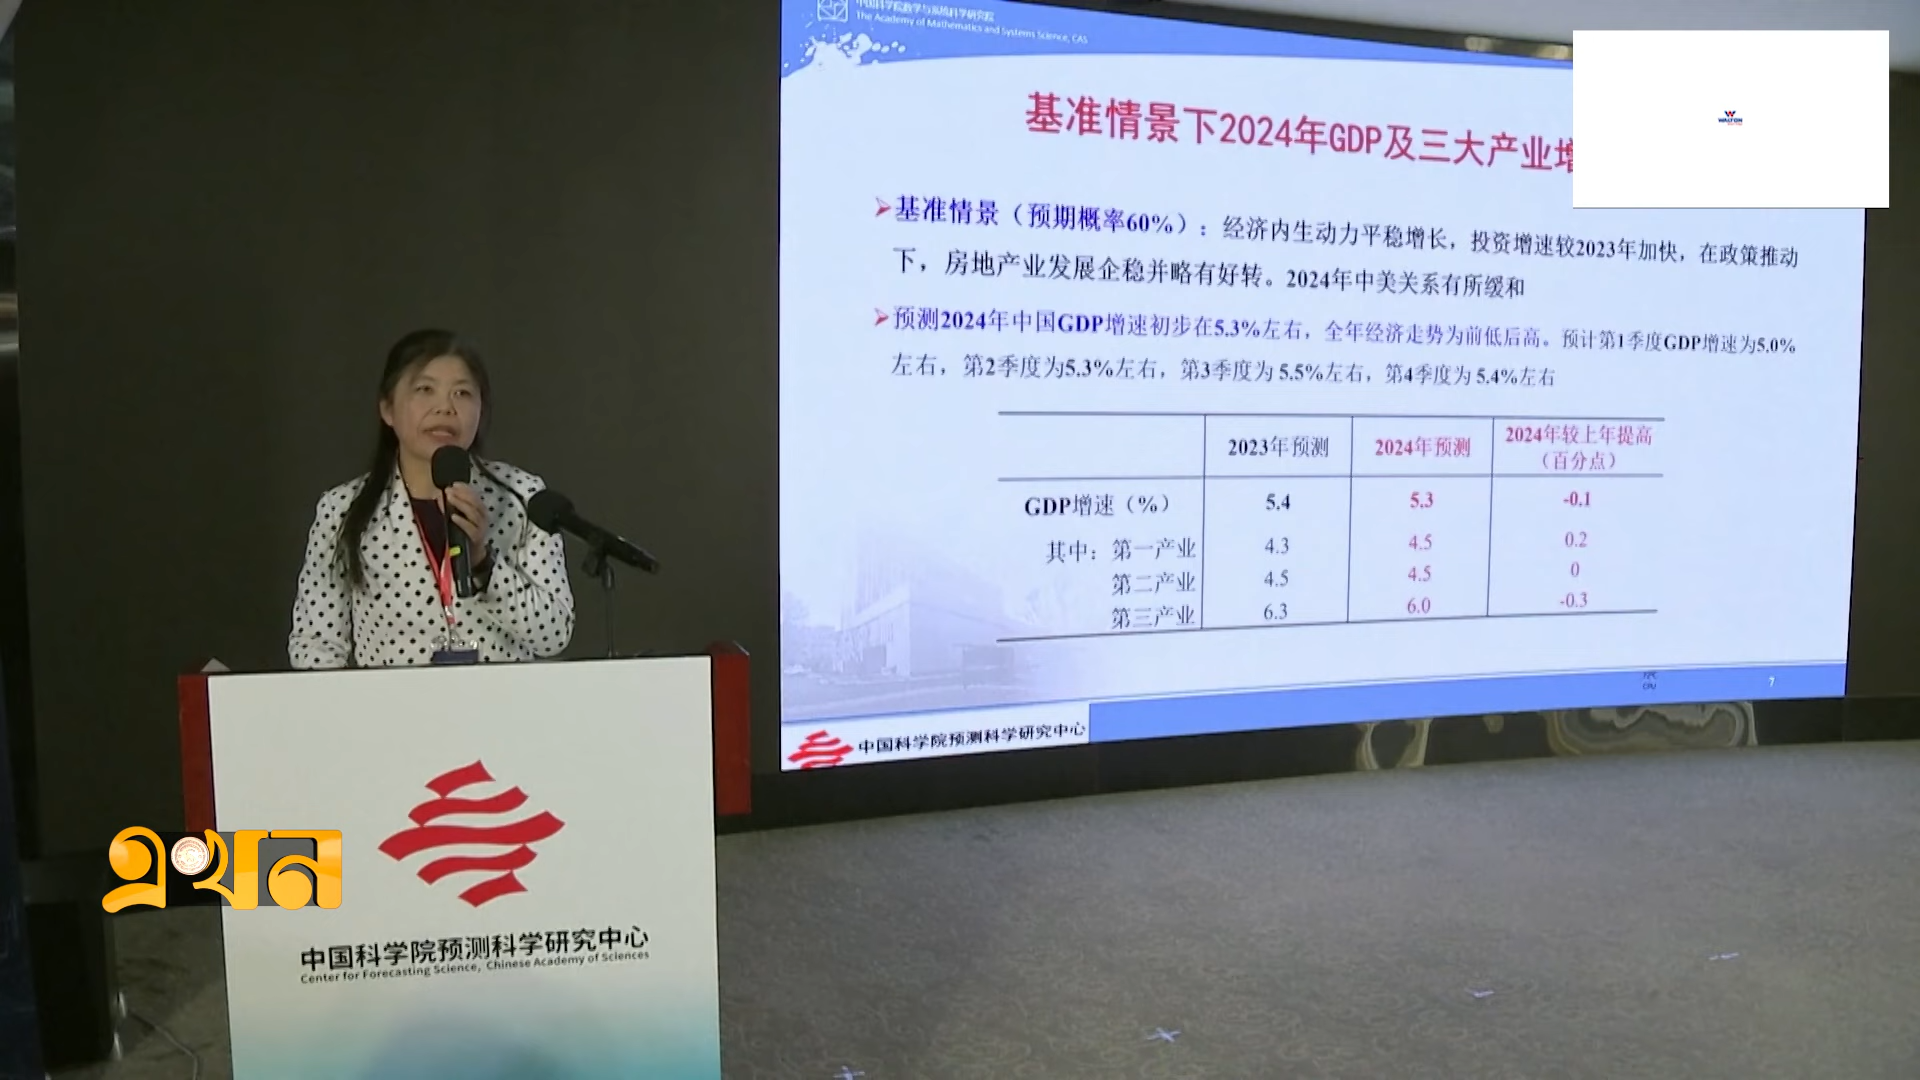 中国科学院数学与系统科学研究院
The Academy of Mathematics and Systems Science, CAS
WALTON
基准情景下2024年GDP及三大产业增
➢基准情景（预期概率60%）：经济内生动力平稳增长，投资增速较2023年加快，在政策推动
下，房地产业发展企稳并略有好转。2024年中美关系有所缓和
➢预测2024年中国GDP增速初步在5.3%左右，全年经济走势为前低后高。预计第1季度GDP增速为5.0%
左右，第2季度为5.3%左右，第3季度为 5.5%左右，第4季度为 5.4%左右
2023年预测 2024年预测 2024年较上年提高
（百分点）
GDP增速（%） 5.4 5.3 -0.1
其中：第一产业 4.3 4.5 0.2
第二产业 4.5 4.5 0
第三产业 6.3 6.0 -0.3
7
中国科学院预测科学研究中心
এখন
中国科学院预测科学研究中心
Center for Forecasting Science, Chinese Academy of Sciences